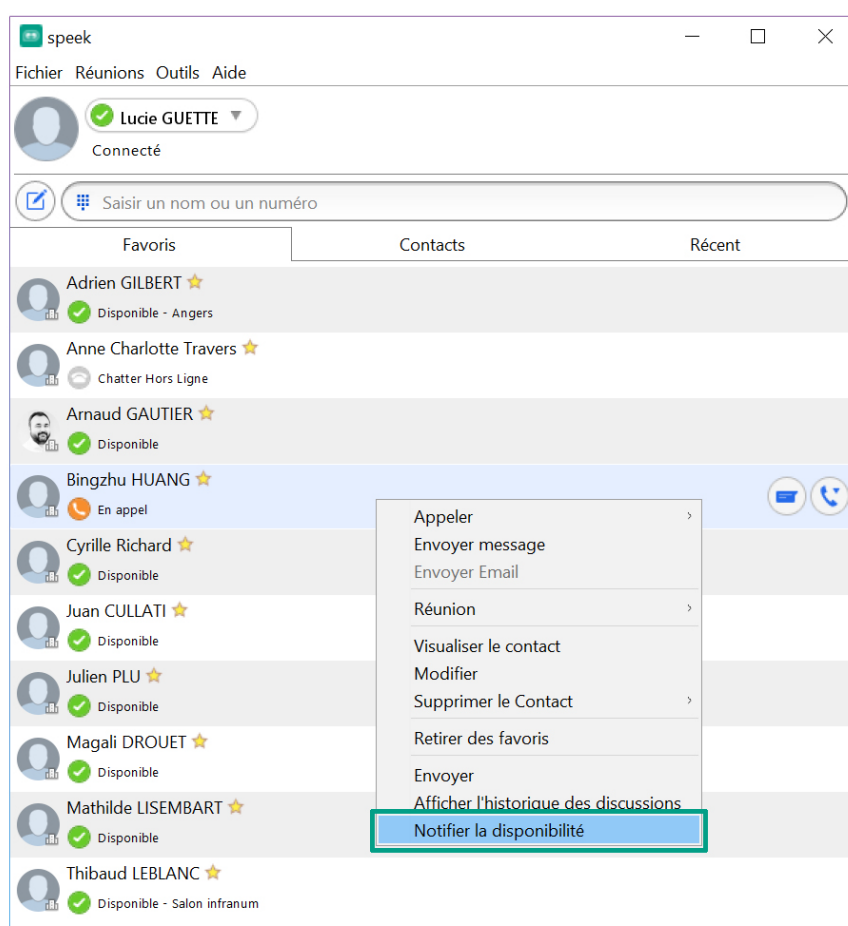 speek
Fichier Réunions Outils Aide
Lucie GUETTE
Connecté
Saisir un nom ou un numéro
Favoris Contacts Récent
Adrien GILBERT
Disponible - Angers
Anne Charlotte Travers
Chatter Hors Ligne
Arnaud GAUTIER
Disponible
Bingzhu HUANG
En appel
Cyrille Richard
Disponible
Juan CULLATI
Disponible
Julien PLU
Disponible
Magali DROUET
Disponible
Mathilde LISEMBART
Disponible
Thibaud LEBLANC
Disponible - Salon infranum
Appeler
Envoyer message
Envoyer Email
Réunion
Visualiser le contact
Modifier
Supprimer le Contact
Retirer des favoris
Envoyer
Afficher l'historique des discussions
Notifier la disponibilité